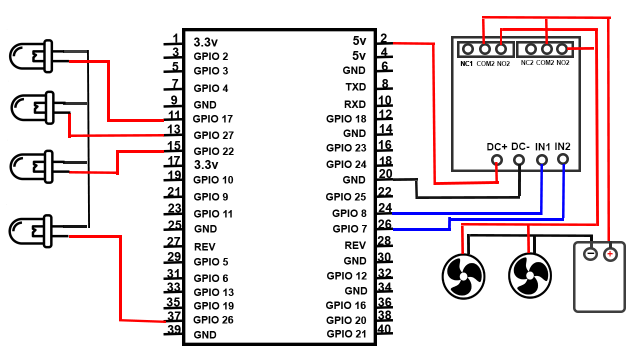 1 3.3v 5v 2
3 GPIO 2 5v 4
5 GPIO 3 GND 6
7 GPIO 4 TXD 8
9 GND RXD 10
11 GPIO 17 GPIO 18 12
13 GPIO 27 GND 14
15 GPIO 22 GPIO 23 16
17 3.3v GPIO 24 18
19 GPIO 10 GND 20
21 GPIO 9 GPIO 25 22
23 GPIO 11 GPIO 8 24
25 GND GPIO 7 26
27 REV REV 28
29 GPIO 5 GND 30
31 GPIO 6 GPIO 12 32
33 GPIO 13 GND 34
35 GPIO 19 GPIO 16 36
37 GPIO 26 GPIO 20 38
39 GND GPIO 21 40
NC1 COM2 NO2 NC2 COM2 NO2
DC+ DC- IN1 IN2
− +